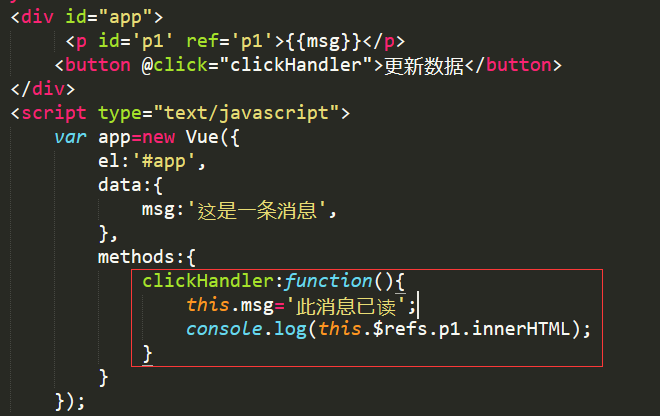 <div id="app">
<p id='p1' ref='p1'>{{msg}}</p>
<button @click="clickHandler">更新数据</button>
</div>
<script type="text/javascript">
var app=new Vue({
el:'#app',
data:{
msg:'这是一条消息',
},
methods:{
clickHandler:function(){
this.msg='此消息已读';
console.log(this.$refs.p1.innerHTML);
}
}
});